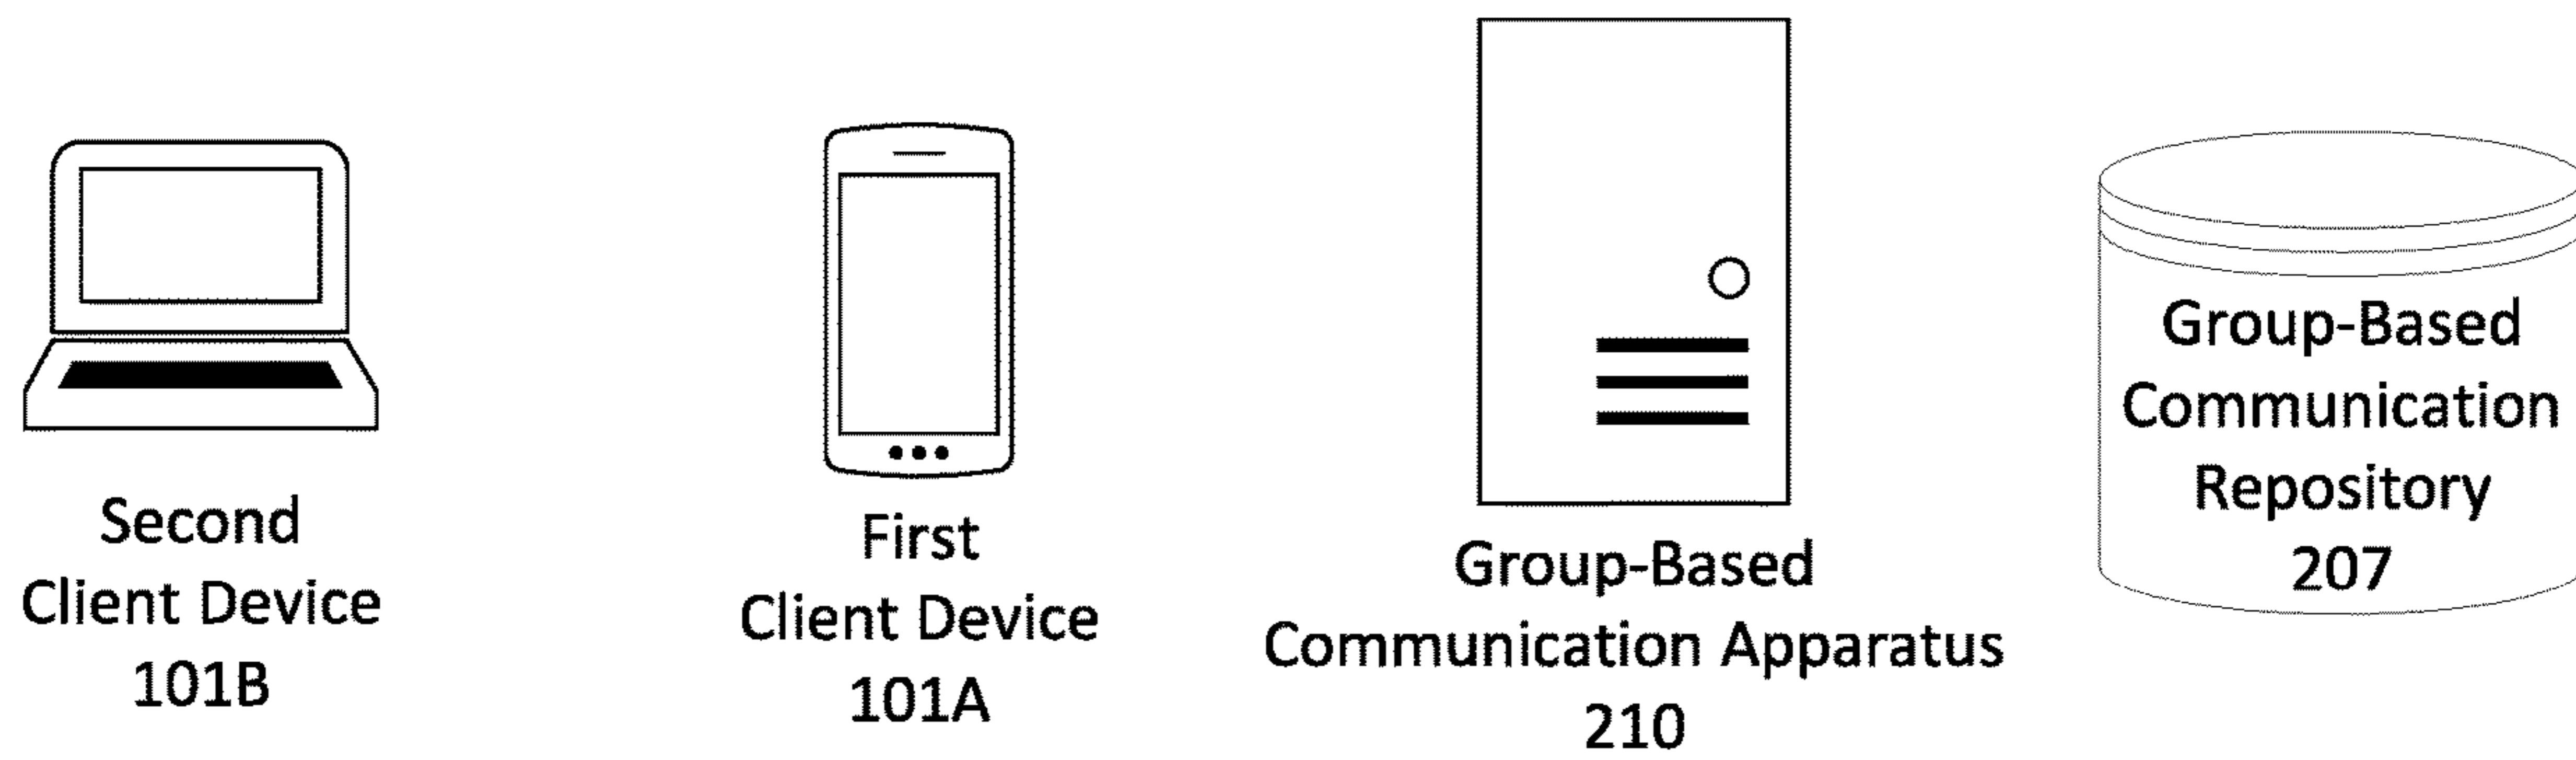 Second
Client Device
101B
First
Client Device
101A
Group-Based
Communication Apparatus
210
Group-Based
Communication
Repository
207